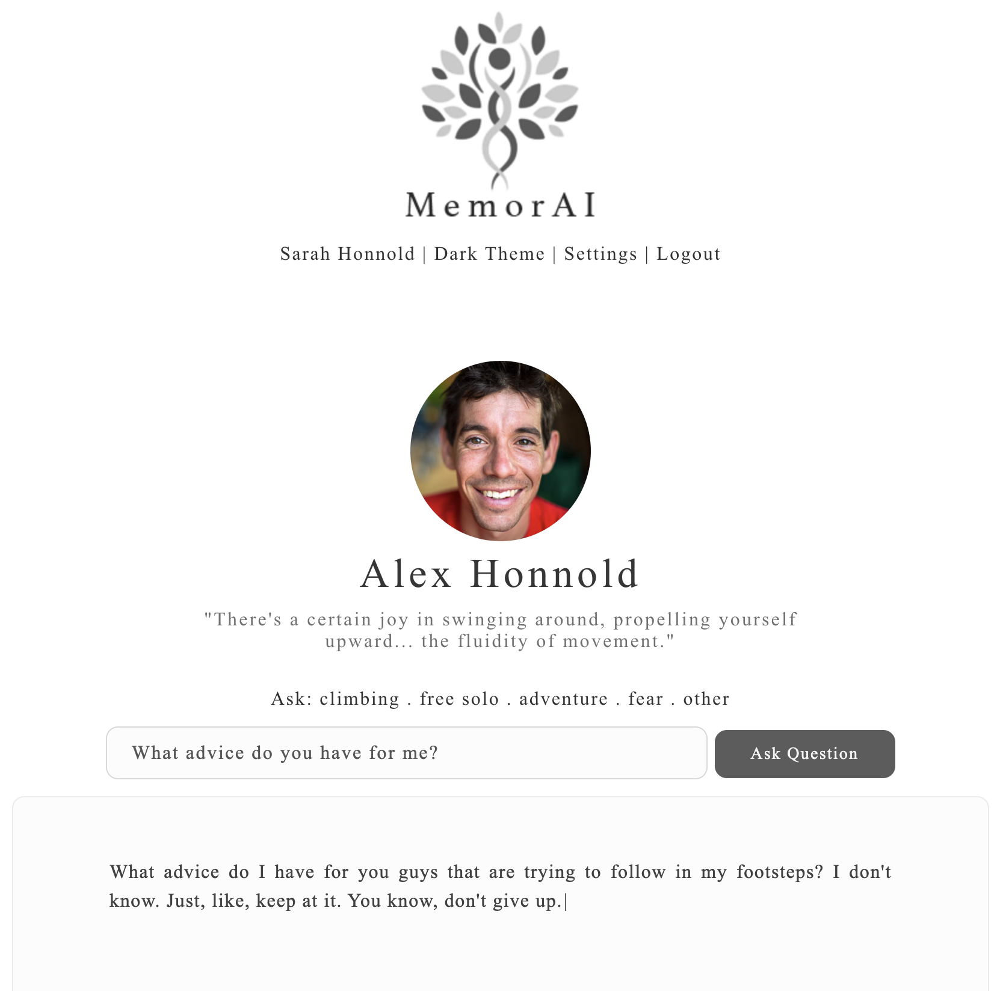 MemorAI
Sarah Honnold | Dark Theme | Settings | Logout
Alex Honnold
"There's a certain joy in swinging around, propelling yourself
upward... the fluidity of movement."
Ask: climbing . free solo . adventure . fear . other
What advice do you have for me?
Ask Question
What advice do I have for you guys that are trying to follow in my footsteps? I don't
know. Just, like, keep at it. You know, don't give up.|